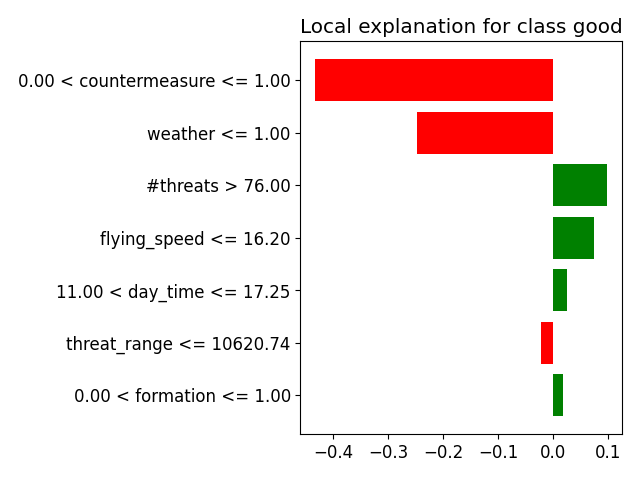 Local explanation for class good
0.00 < countermeasure <= 1.00
weather <= 1.00
#threats > 76.00
flying_speed <= 16.20
11.00 < day_time <= 17.25
threat_range <= 10620.74
0.00 < formation <= 1.00
−0.4 −0.3 −0.2 −0.1 0.0 0.1